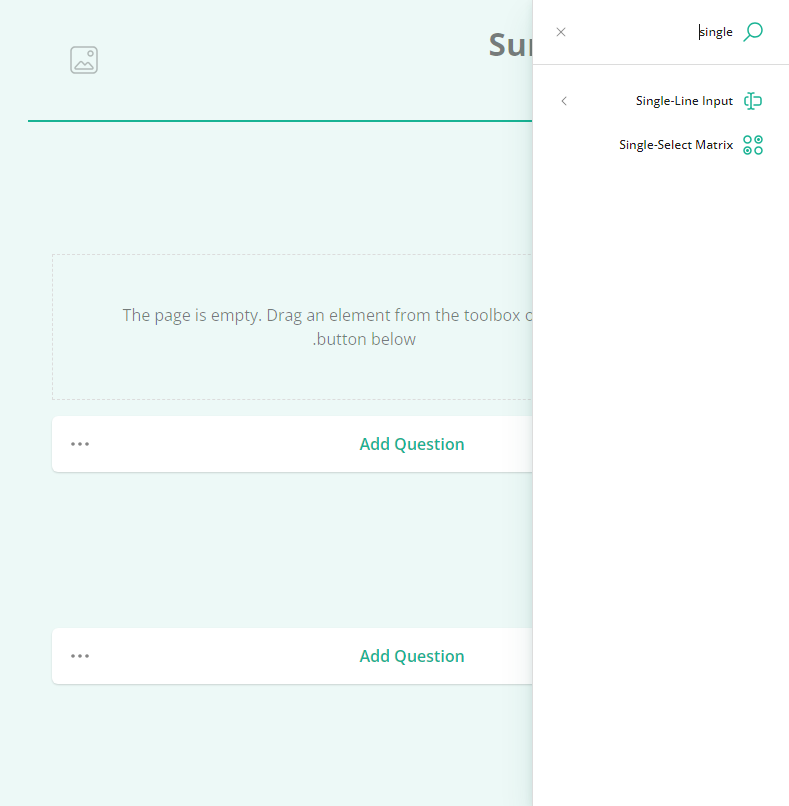 single
Single-Line Input
Single-Select Matrix
The page is empty. Drag an element from the toolbox
.button below
Add Question
Add Question